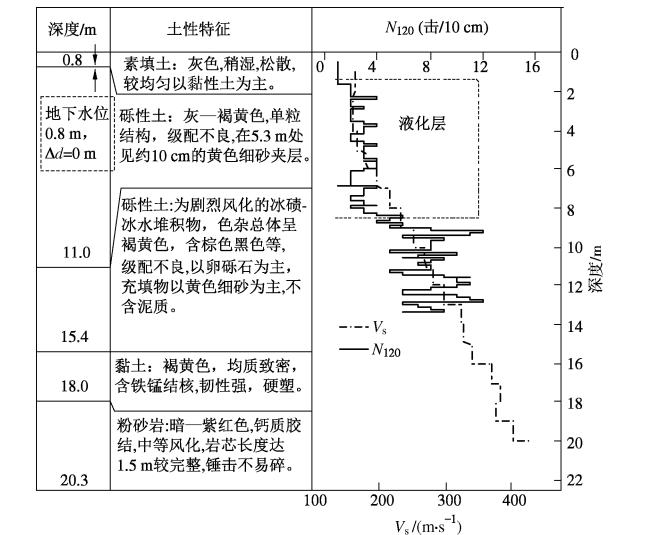 深度/m
土性特征
N120 (击/10 cm)
0.8
素填土：灰色,稍湿,松散,
较均匀以黏性土为主。
地下水位
0.8 m，
Δd=0 m
砾性土：灰—褐黄色,单粒
结构，级配不良,在5.3 m处
见约10 cm的黄色细砂夹层。
11.0
砾性土:为剧烈风化的冰碛-
冰水堆积物，色杂总体呈
褐黄色，含棕色黑色等，
级配不良,以卵砾石为主，
充填物以黄色细砂为主,不
含泥质。
15.4
黏土：褐黄色，均质致密，
含铁锰结核,韧性强，硬塑。
18.0
粉砂岩:暗—紫红色,钙质胶
结,中等风化,岩芯长度达
1.5 m较完整,锤击不易碎。
20.3
0 4 8 12 16
液化层
Vs
N120
0
2
4
6
8
10
12
14
16
18
20
22
深度/m
100 200 300 400
Vs/(m·s⁻¹)